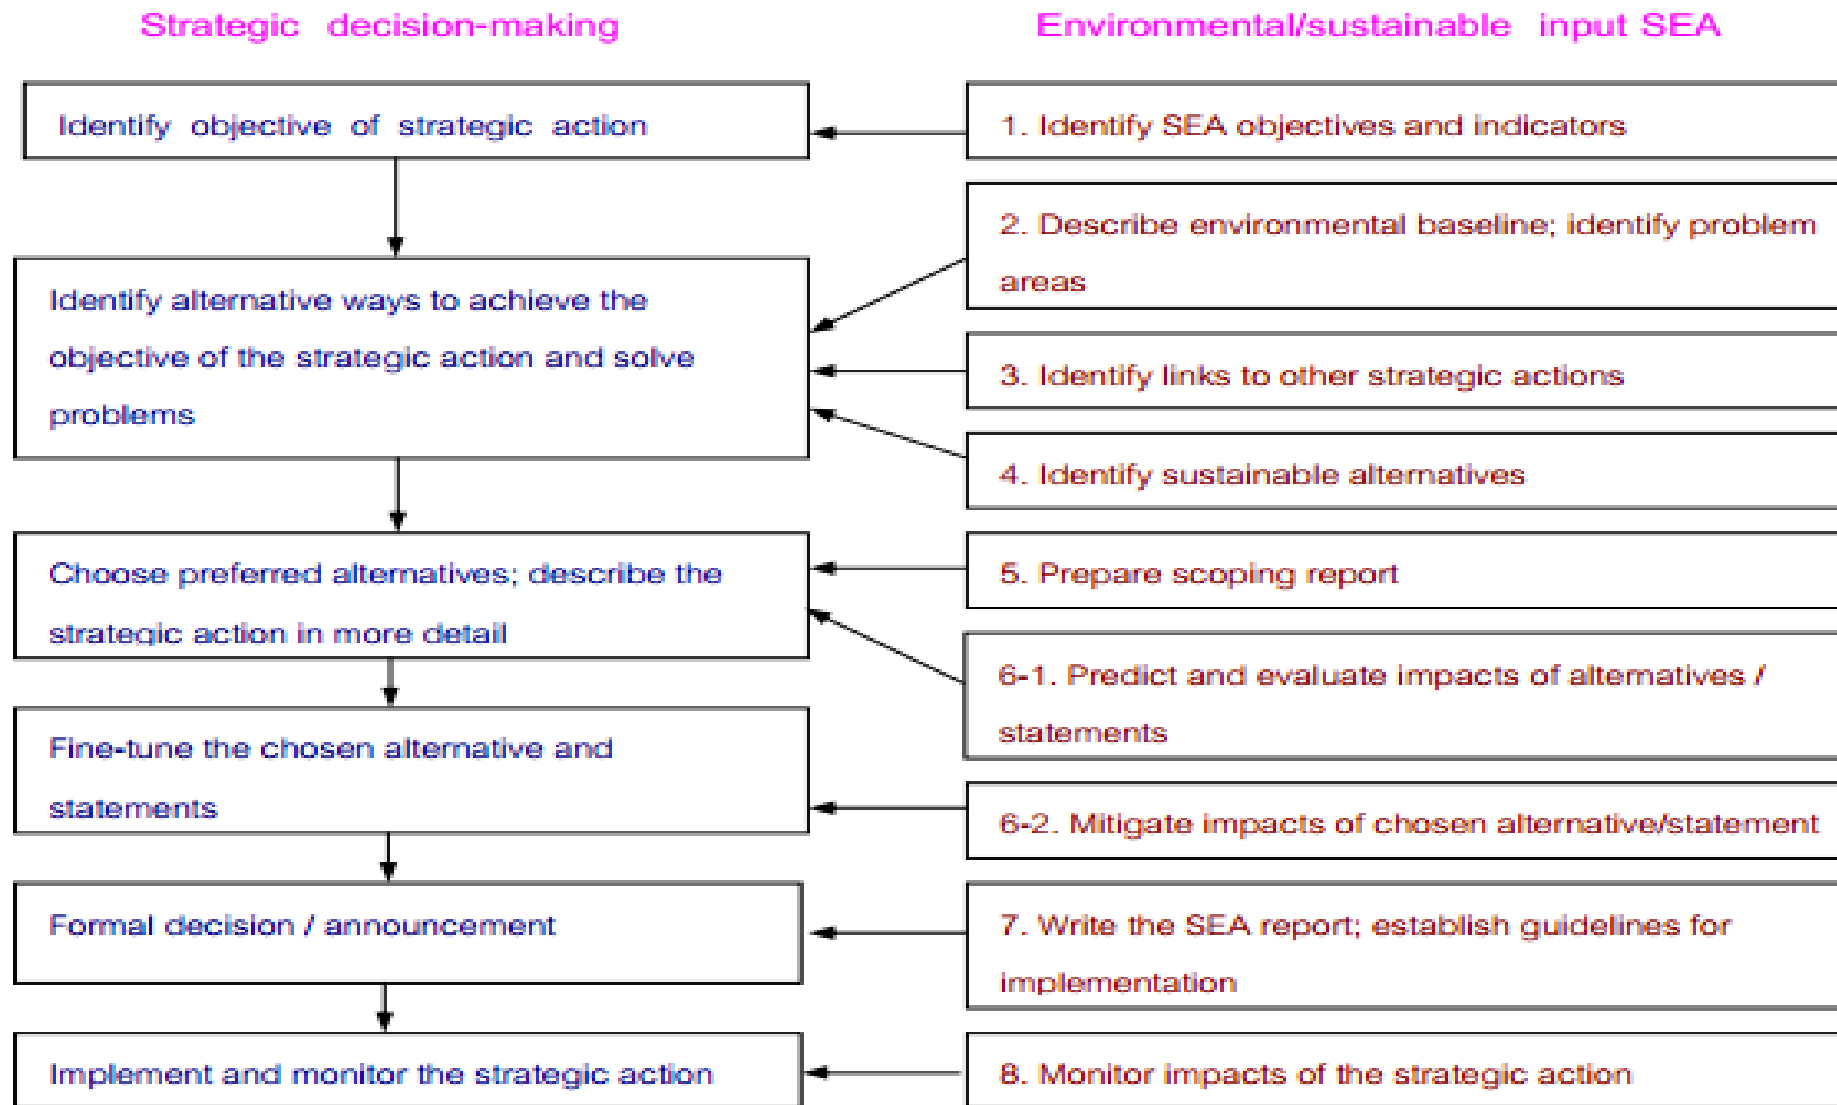 Strategic decision-making
Environmental/sustainable input SEA
Identify objective of strategic action
1. Identify SEA objectives and indicators
2. Describe environmental baseline; identify problem
areas
Identify alternative ways to achieve the
objective of the strategic action and solve
problems
3. Identify links to other strategic actions
4. Identify sustainable alternatives
Choose preferred alternatives; describe the
strategic action in more detail
5. Prepare scoping report
6-1. Predict and evaluate impacts of alternatives /
statements
Fine-tune the chosen alternative and
statements
6-2. Mitigate impacts of chosen alternative/statement
Formal decision / announcement
7. Write the SEA report; establish guidelines for
implementation
Implement and monitor the strategic action
8. Monitor impacts of the strategic action